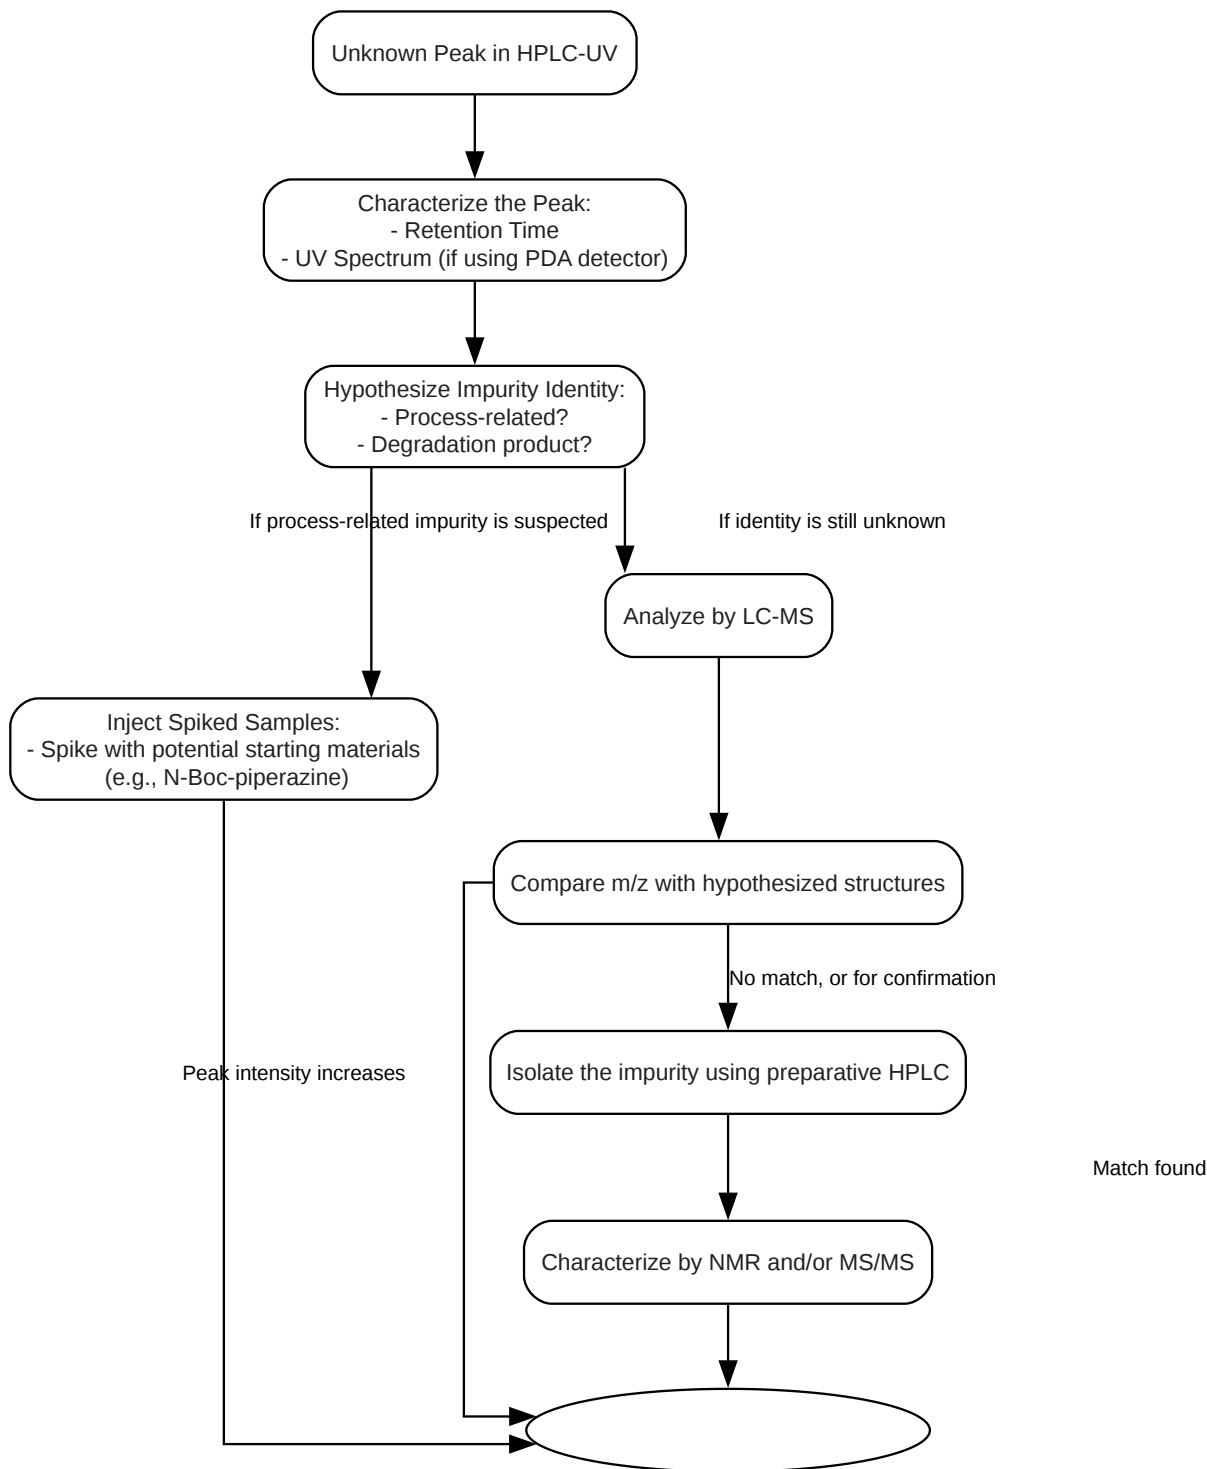 Unknown Peak in HPLC-UV
Characterize the Peak:
- Retention Time
- UV Spectrum (if using PDA detector)
Hypothesize Impurity Identity:
- Process-related?
- Degradation product?
If process-related impurity is suspected
If identity is still unknown
Analyze by LC-MS
Inject Spiked Samples:
- Spike with potential starting materials
(e.g., N-Boc-piperazine)
Compare m/z with hypothesized structures
No match, or for confirmation
Peak intensity increases
Isolate the impurity using preparative HPLC
Match found
Characterize by NMR and/or MS/MS